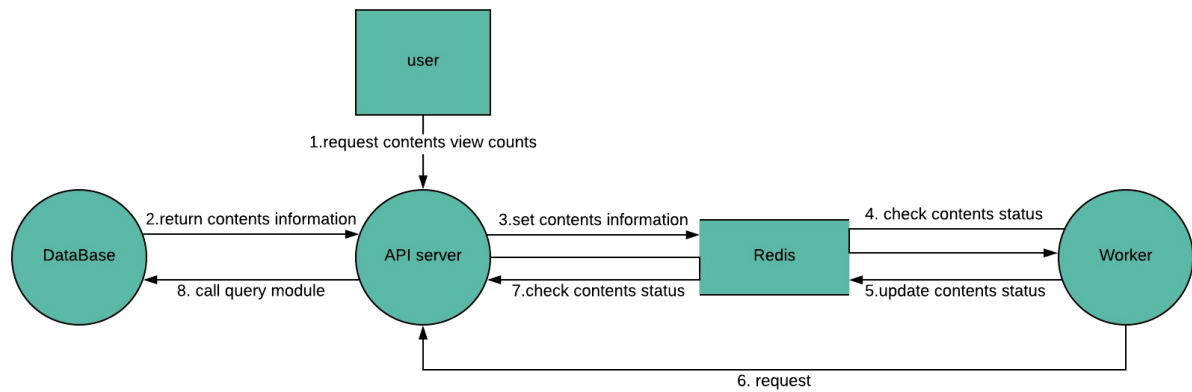 user
1.request contents view counts
2.return contents information
3.set contents information
4. check contents status
DataBase
API server
Redis
Worker
8. call query module
7.check contents status
5.update contents status
6. request